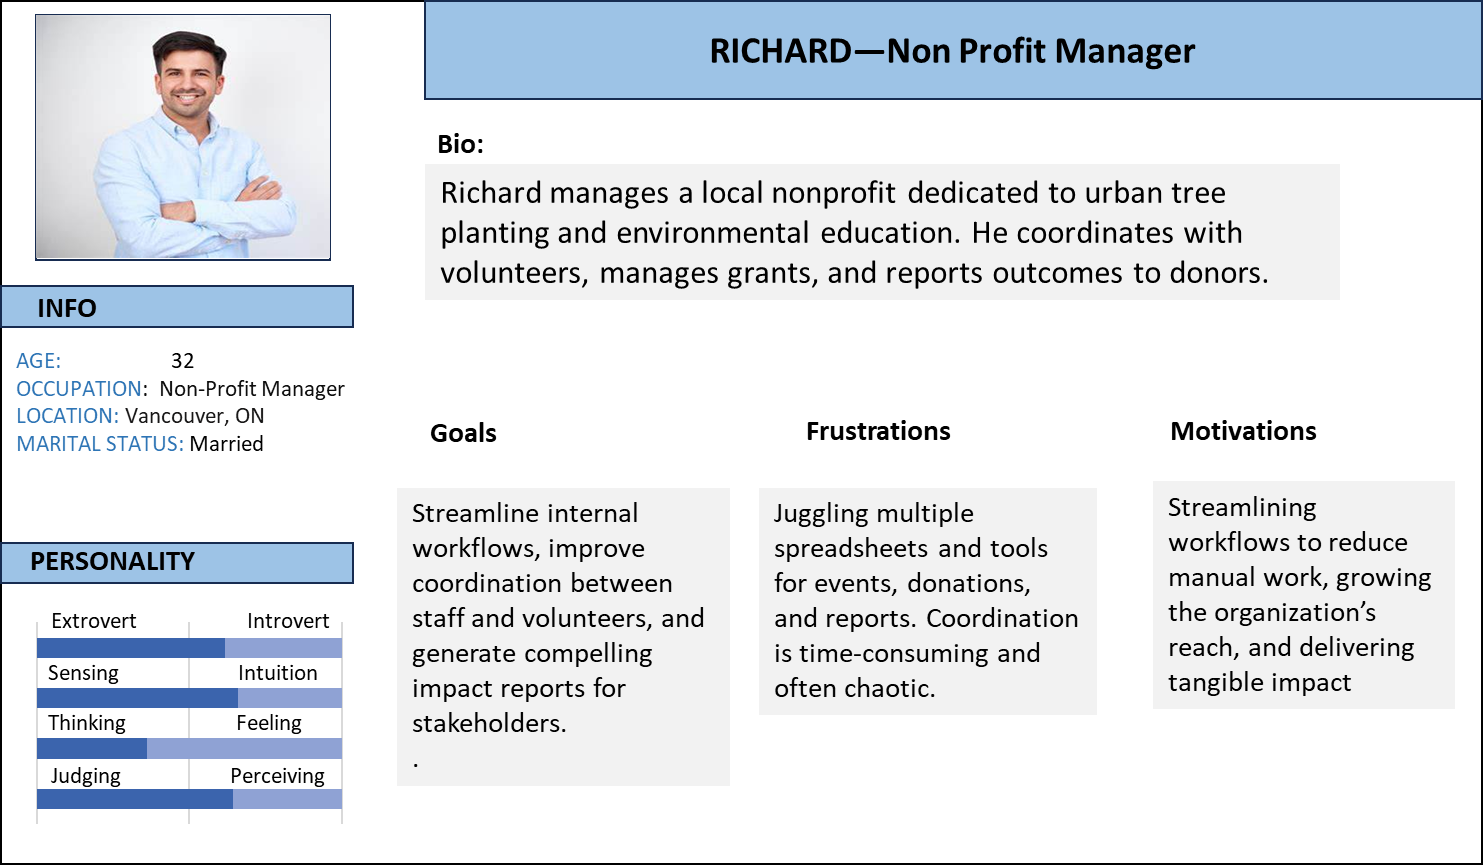 RICHARD—Non Profit Manager
Bio:
Richard manages a local nonprofit dedicated to urban tree
planting and environmental education. He coordinates with
volunteers, manages grants, and reports outcomes to donors.
INFO
AGE: 32
OCCUPATION: Non-Profit Manager
LOCATION: Vancouver, ON
MARITAL STATUS: Married
PERSONALITY
Extrovert Introvert
Sensing Intuition
Thinking Feeling
Judging Perceiving
Goals
Streamline internal
workflows, improve
coordination between
staff and volunteers, and
generate compelling
impact reports for
stakeholders.
.
Frustrations
Juggling multiple
spreadsheets and tools
for events, donations,
and reports. Coordination
is time-consuming and
often chaotic.
Motivations
Streamlining
workflows to reduce
manual work, growing
the organization’s
reach, and delivering
tangible impact